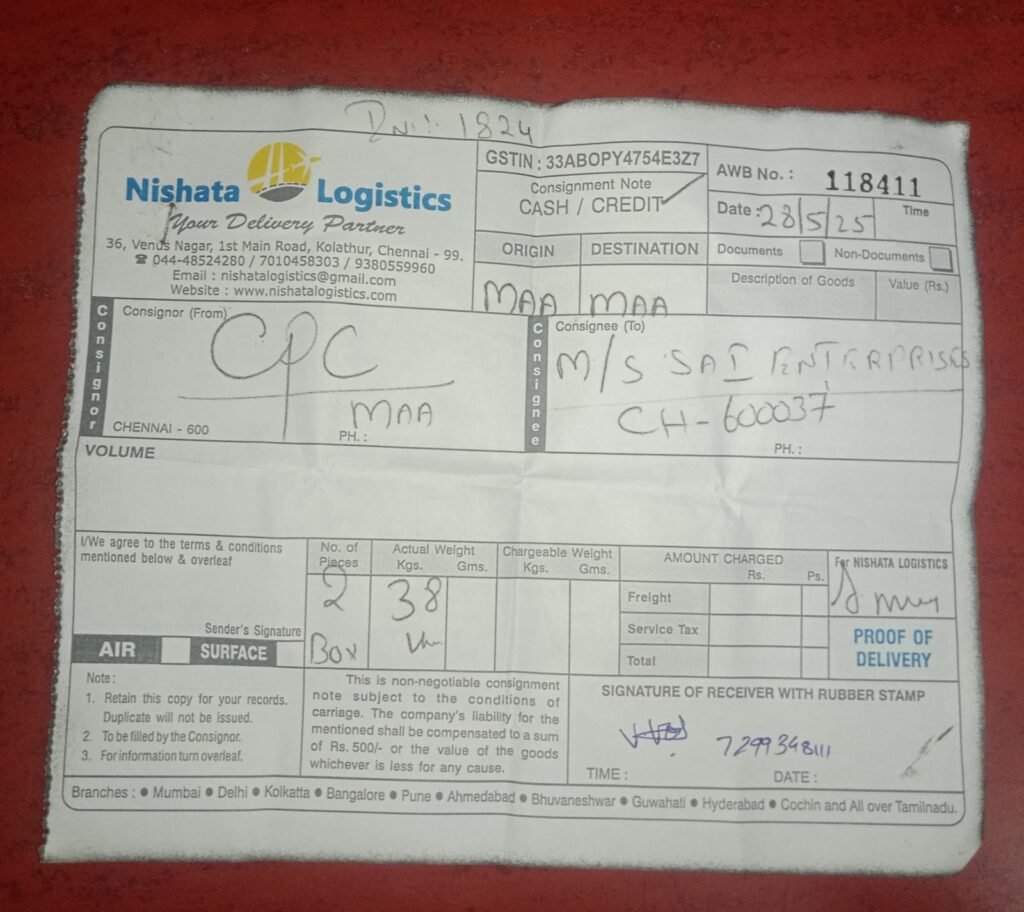 1824
Nishata Logistics
Your Delivery Partner
36, Venus Nagar, 1st Main Road, Kolathur, Chennai - 99.
☎ 044-48524280 / 7010458303 / 9380559960
Email : nishatalogistics@gmail.com
Website : www.nishatalogistics.com
GSTIN : 33ABOPY4754E3Z7
Consignment Note
CASH / CREDIT
ORIGIN DESTINATION
MAA MAA
AWB No. : 118411
Date : 28/5/25 Time
Documents Non-Documents
Description of Goods Value (Rs.)
Consignor
Consignor (From)
CPC
MAA
CHENNAI - 600 PH. :
Consignee
Consignee (To)
M/S SAI ENTERPRISES
CH-600037
PH. :
VOLUME
I/We agree to the terms & conditions
mentioned below & overleaf
Sender's Signature
AIR SURFACE
No. of
Pieces
2
Box
Actual Weight
Kgs. Gms.
38
Chargeable Weight
Kgs. Gms.
AMOUNT CHARGED
Rs. Ps.
Freight
Service Tax
Total
For NISHATA LOGISTICS
PROOF OF
DELIVERY
Note :
1. Retain this copy for your records.
Duplicate will not be issued.
2. To be filled by the Consignor.
3. For information turn overleaf.
This is non-negotiable consignment
note subject to the conditions of
carriage. The company's liability for the
mentioned shall be compensated to a sum
of Rs. 500/- or the value of the goods
whichever is less for any cause.
SIGNATURE OF RECEIVER WITH RUBBER STAMP
7299348111
TIME : DATE :
Branches : ● Mumbai ● Delhi ● Kolkatta ● Bangalore ● Pune ● Ahmedabad ● Bhuvaneshwar ● Guwahati ● Hyderabad ● Cochin and All over Tamilnadu.